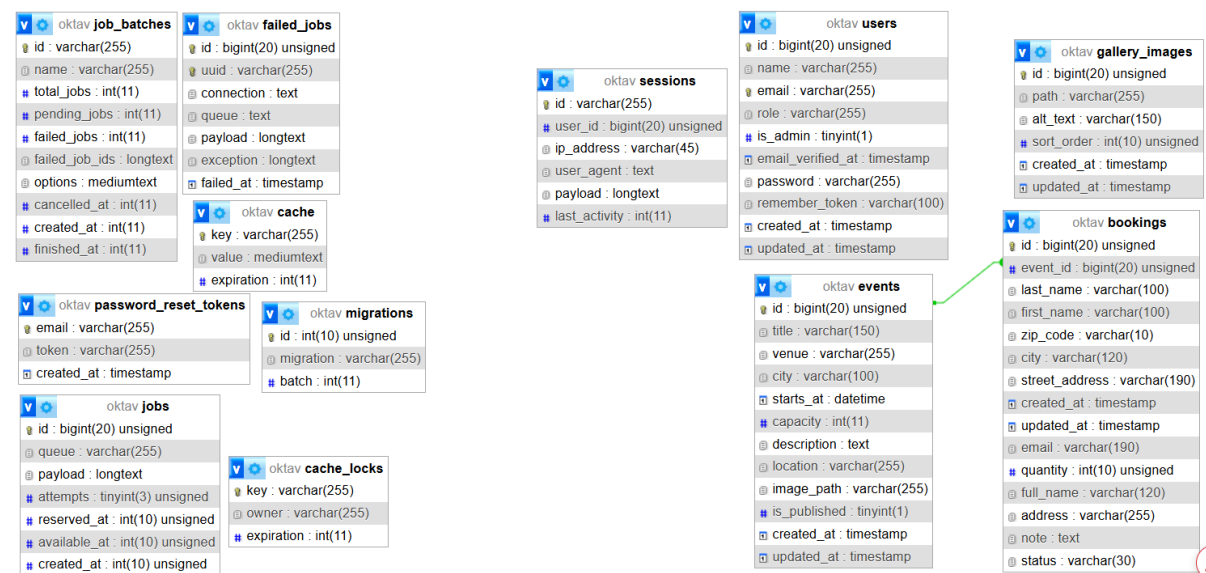 oktav job_batches
id : varchar(255)
name : varchar(255)
total_jobs : int(11)
pending_jobs : int(11)
failed_jobs : int(11)
failed_job_ids : longtext
options : mediumtext
cancelled_at : int(11)
created_at : int(11)
finished_at : int(11)
oktav failed_jobs
id : bigint(20) unsigned
uuid : varchar(255)
connection : text
queue : text
payload : longtext
exception : longtext
failed_at : timestamp
oktav cache
key : varchar(255)
value : mediumtext
expiration : int(11)
oktav password_reset_tokens
email : varchar(255)
token : varchar(255)
created_at : timestamp
oktav migrations
id : int(10) unsigned
migration : varchar(255)
batch : int(11)
oktav jobs
id : bigint(20) unsigned
queue : varchar(255)
payload : longtext
attempts : tinyint(3) unsigned
reserved_at : int(10) unsigned
available_at : int(10) unsigned
created_at : int(10) unsigned
oktav cache_locks
key : varchar(255)
owner : varchar(255)
expiration : int(11)
oktav sessions
id : varchar(255)
user_id : bigint(20) unsigned
ip_address : varchar(45)
user_agent : text
payload : longtext
last_activity : int(11)
oktav users
id : bigint(20) unsigned
name : varchar(255)
email : varchar(255)
role : varchar(255)
is_admin : tinyint(1)
email_verified_at : timestamp
password : varchar(255)
remember_token : varchar(100)
created_at : timestamp
updated_at : timestamp
oktav events
id : bigint(20) unsigned
title : varchar(150)
venue : varchar(255)
city : varchar(100)
starts_at : datetime
capacity : int(11)
description : text
location : varchar(255)
image_path : varchar(255)
is_published : tinyint(1)
created_at : timestamp
updated_at : timestamp
oktav gallery_images
id : bigint(20) unsigned
path : varchar(255)
alt_text : varchar(150)
sort_order : int(10) unsigned
created_at : timestamp
updated_at : timestamp
oktav bookings
id : bigint(20) unsigned
event_id : bigint(20) unsigned
last_name : varchar(100)
first_name : varchar(100)
zip_code : varchar(10)
city : varchar(120)
street_address : varchar(190)
created_at : timestamp
updated_at : timestamp
email : varchar(190)
quantity : int(10) unsigned
full_name : varchar(120)
address : varchar(255)
note : text
status : varchar(30)